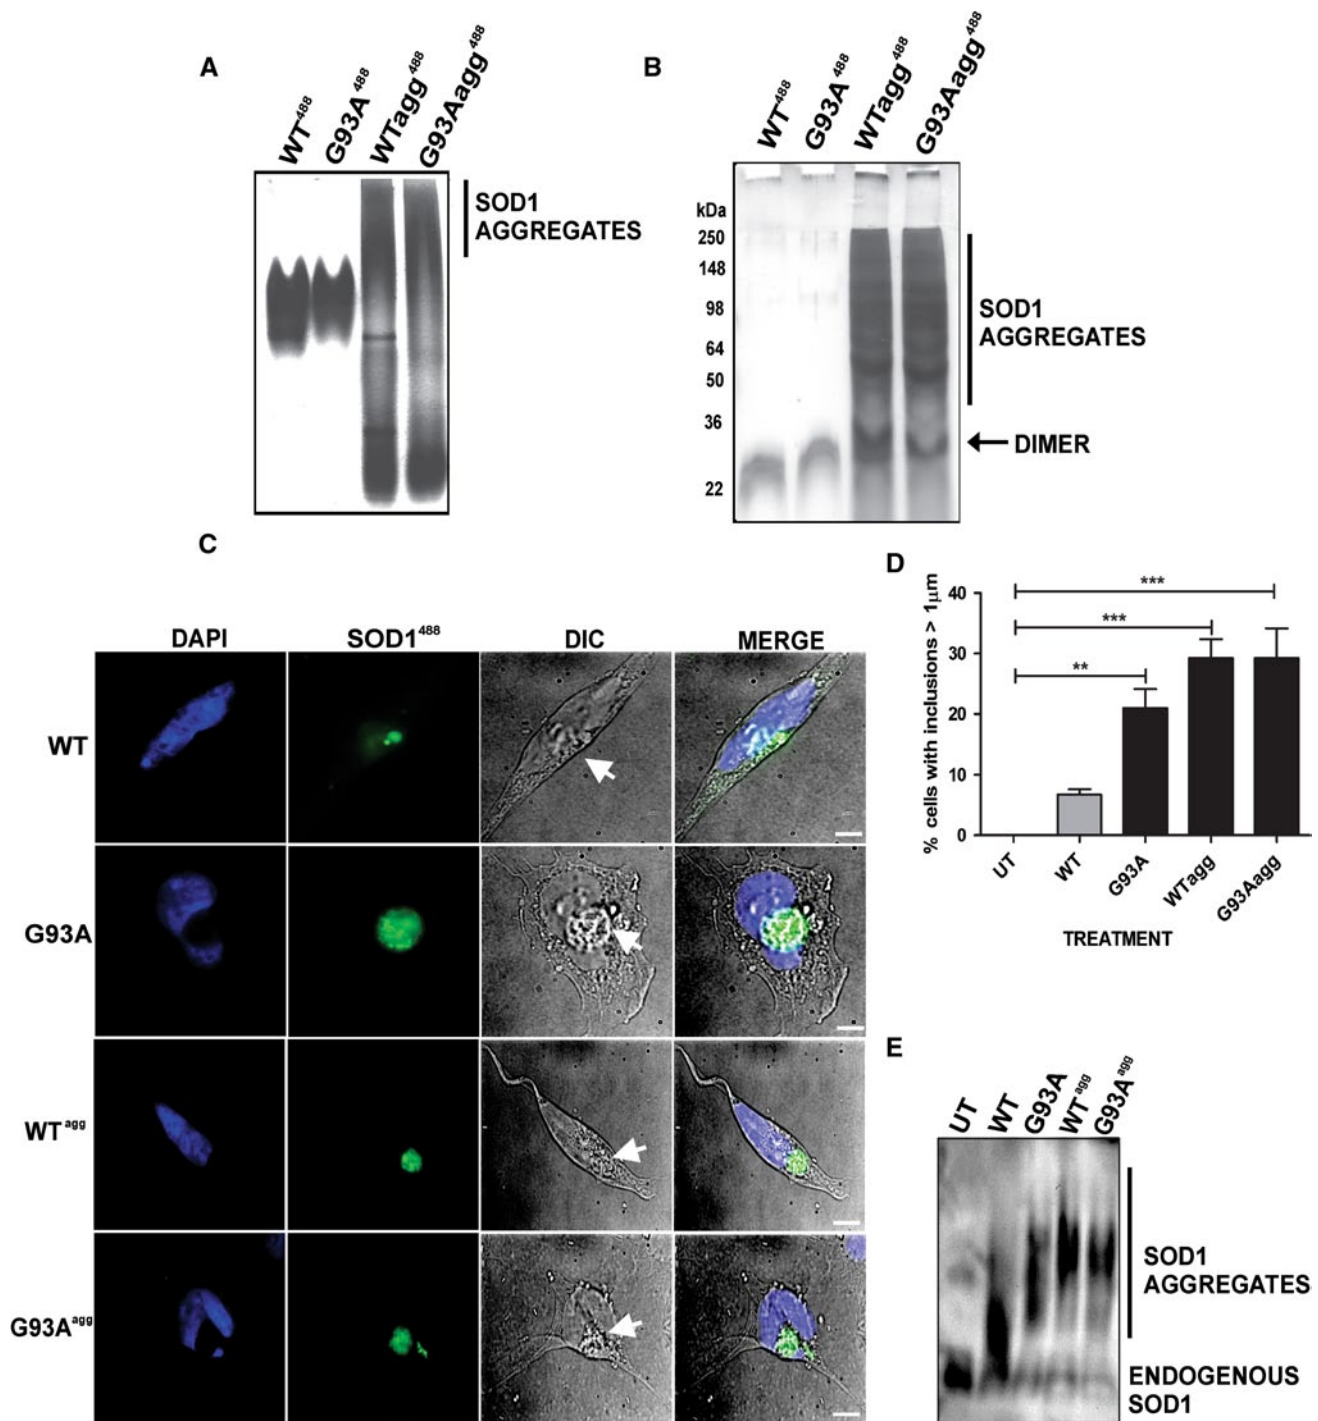 A
WT⁴⁸⁸
G93A⁴⁸⁸
WTagg⁴⁸⁸
G93Aagg⁴⁸⁸
SOD1
AGGREGATES
B
WT⁴⁸⁸
G93A⁴⁸⁸
WTagg⁴⁸⁸
G93Aagg⁴⁸⁸
kDa
250
148
98
64
50
36
22
SOD1
AGGREGATES
DIMER
C
DAPI
SOD1⁴⁸⁸
DIC
MERGE
WT
G93A
WTᵃᵍᵍ
G93Aᵃᵍᵍ
D
% cells with inclusions > 1μm
40
30
20
10
0
***
***
**
UT
WT
G93A
WTagg
G93Aagg
TREATMENT
E
UT
WT
G93A
WTᵃᵍᵍ
G93Aᵃᵍᵍ
SOD1
AGGREGATES
ENDOGENOUS
SOD1